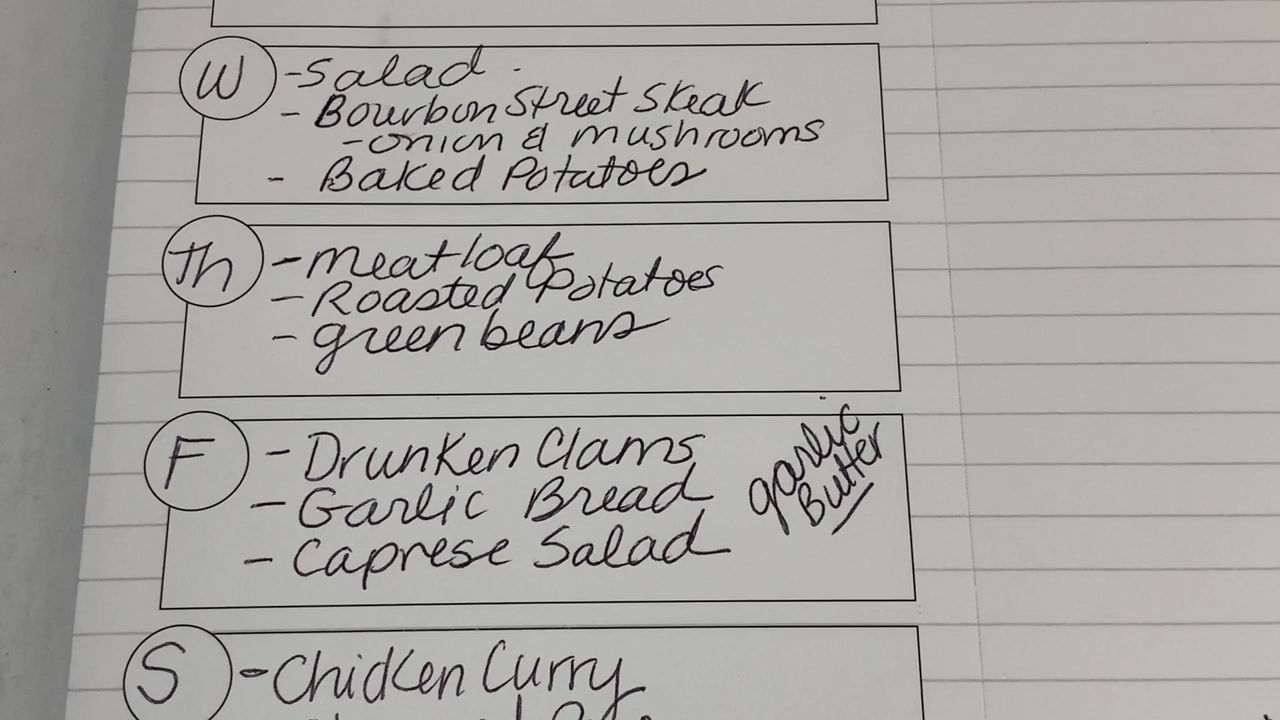 W
- Salad
- Bourbon Street Steak
- onion & mushrooms
- Baked Potatoes
Th
- meatloaf
- Roasted Potatoes
- green beans
F
- Drunken Clams
- Garlic Bread
- Caprese Salad
garlic
Butter
S
- Chicken Curry